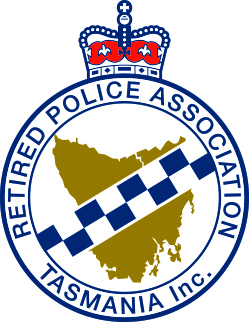 RETIRED POLICE ASSOCIATION
TASMANIA Inc.